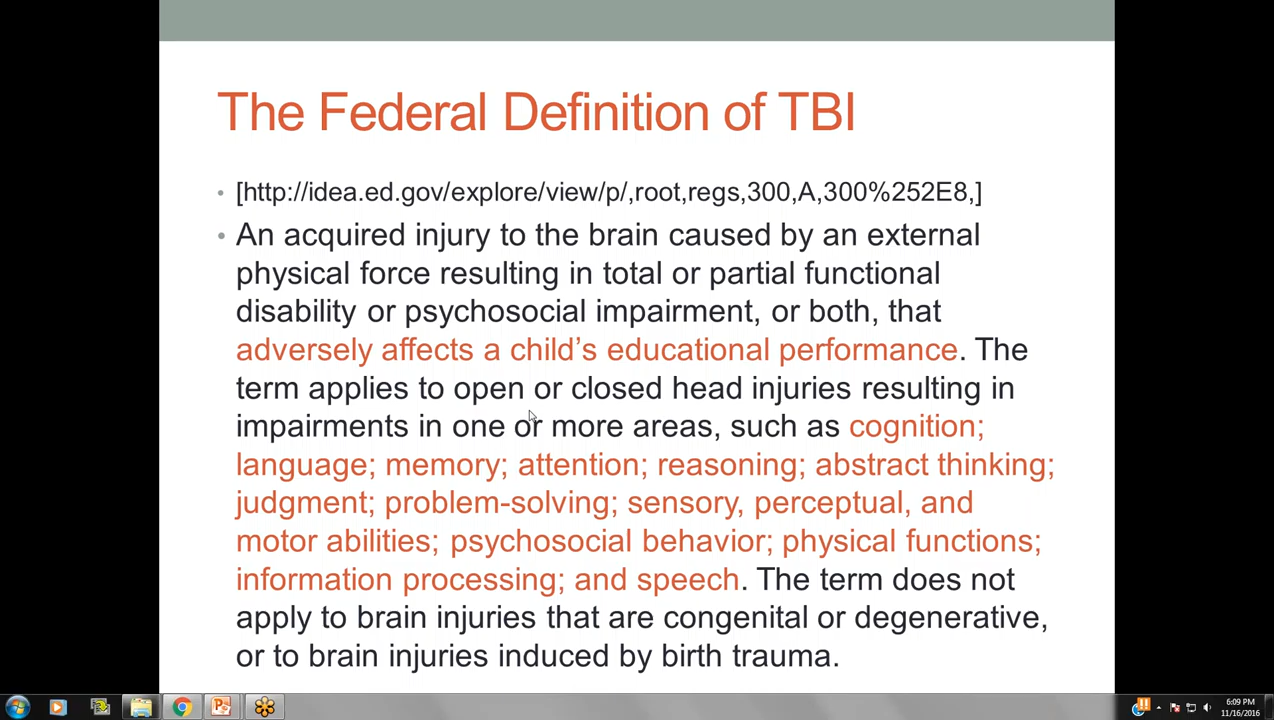 The Federal Definition of TBI
• [http://idea.ed.gov/explore/view/p/,root,regs,300,A,300%252E8,]
• An acquired injury to the brain caused by an external
physical force resulting in total or partial functional
disability or psychosocial impairment, or both, that
adversely affects a child’s educational performance. The
term applies to open or closed head injuries resulting in
impairments in one or more areas, such as cognition;
language; memory; attention; reasoning; abstract thinking;
judgment; problem-solving; sensory, perceptual, and
motor abilities; psychosocial behavior; physical functions;
information processing; and speech. The term does not
apply to brain injuries that are congenital or degenerative,
or to brain injuries induced by birth trauma.
6:09 PM
11/16/2016